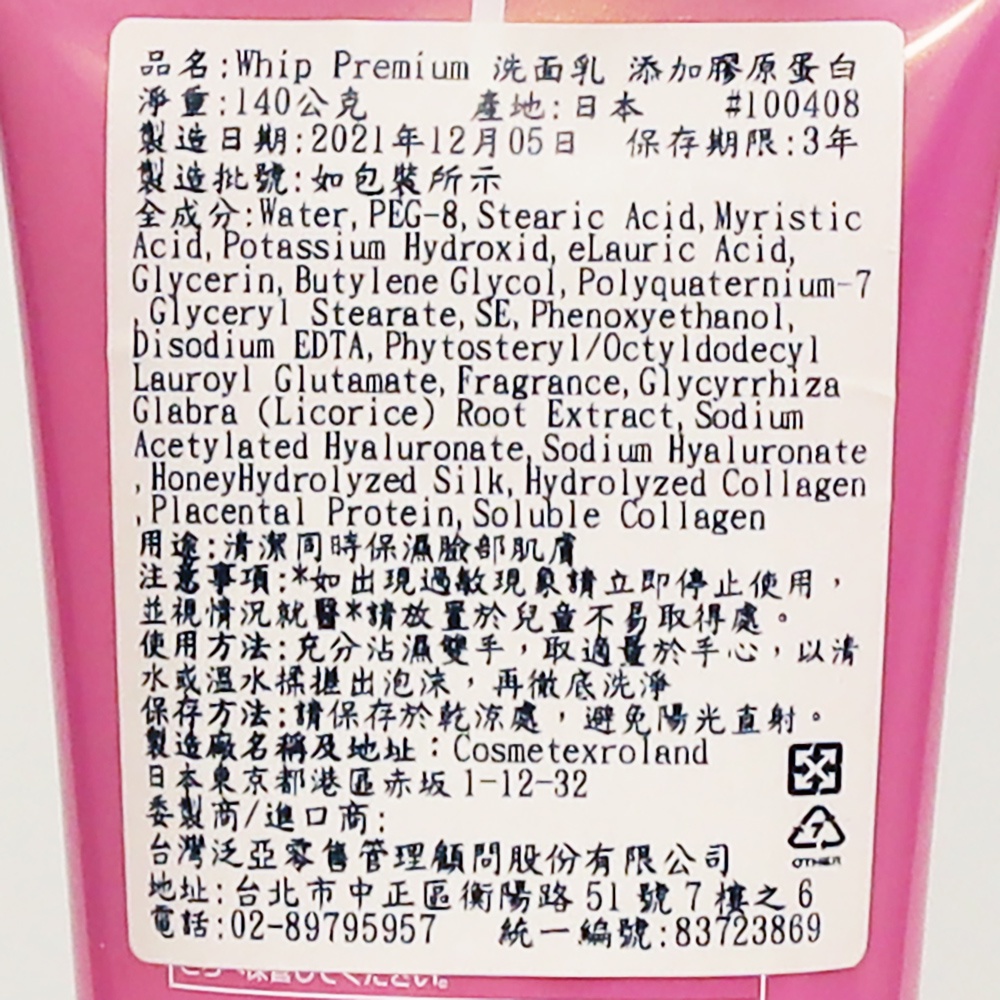 品名:Whip Premium 洗面乳 添加膠原蛋白
淨重:140公克 產地:日本 #100408
製造日期:2021年12月05日 保存期限:3年
製造批號:如包裝所示
全成分:Water,PEG-8,Stearic Acid,Myristic
Acid,Potassium Hydroxid,eLauric Acid,
Glycerin,Butylene Glycol,Polyquaternium-7
,Glyceryl Stearate,SE,Phenoxyethanol,
Disodium EDTA,Phytosteryl/Octyldodecyl
Lauroyl Glutamate,Fragrance,Glycyrrhiza
Glabra (Licorice) Root Extract,Sodium
Acetylated Hyaluronate,Sodium Hyaluronate
,HoneyHydrolyzed Silk,Hydrolyzed Collagen
,Placental Protein,Soluble Collagen
用途:清潔同時保濕臉部肌膚
注意事項:*如出現過敏現象請立即停止使用，
並視情況就醫*請放置於兒童不易取得處。
使用方法:充分沾濕雙手，取適量於手心，以清
水或溫水揉搓出泡沫，再徹底洗淨
保存方法:請保存於乾涼處，避免陽光直射。
製造廠名稱及地址：Cosmetexroland
日本東京都港區赤坂1-12-32
委製商/進口商:
台灣泛亞零售管理顧問股份有限公司
地址:台北市中正區衡陽路51號7樓之6
電話:02-89795957 統一編號:83723869
7
OTHER
保管してください。